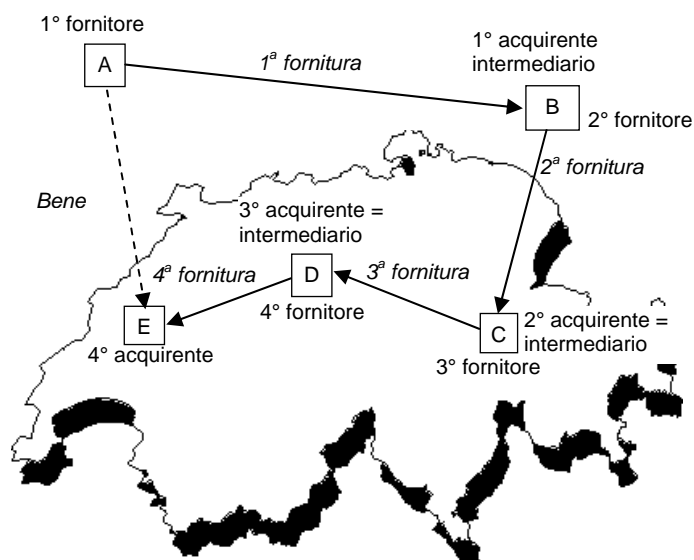 1° fornitore
A
1ª fornitura
1° acquirente
intermediario
B
2° fornitore
2ª fornitura
Bene
3° acquirente =
intermediario
4ª fornitura
D
3ª fornitura
4° fornitore
E
4° acquirente
C
2° acquirente =
intermediario
3° fornitore